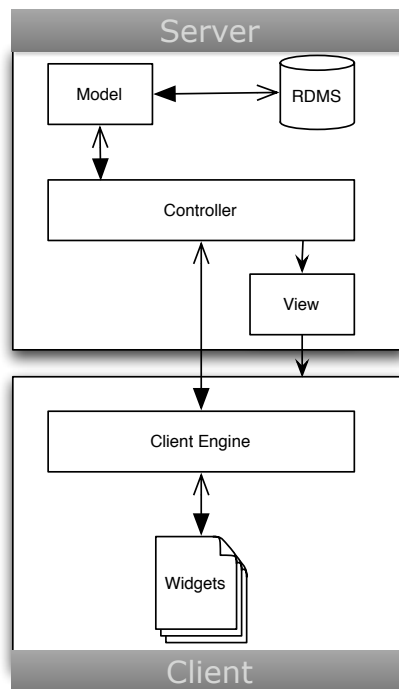 Server
Model
RDMS
Controller
View
Client Engine
Widgets
Client